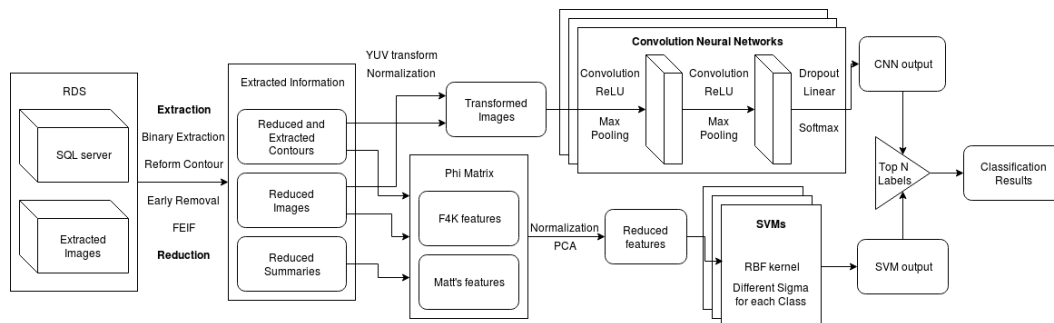 RDS
SQL server
Extracted
Images
Extraction
Binary Extraction
Reform Contour
Early Removal
FEIF
Reduction
Extracted Information
Reduced and
Extracted
Contours
Reduced
Images
Reduced
Summaries
YUV transform
Normalization
Transformed
Images
Phi Matrix
F4K features
Matt's features
Normalization
PCA
Reduced
features
Convolution Neural Networks
Convolution
ReLU
Max
Pooling
Convolution
ReLU
Max
Pooling
Dropout
Linear
Softmax
CNN output
SVMs
RBF kernel
Different Sigma
for each Class
SVM output
Top N
Labels
Classification
Results